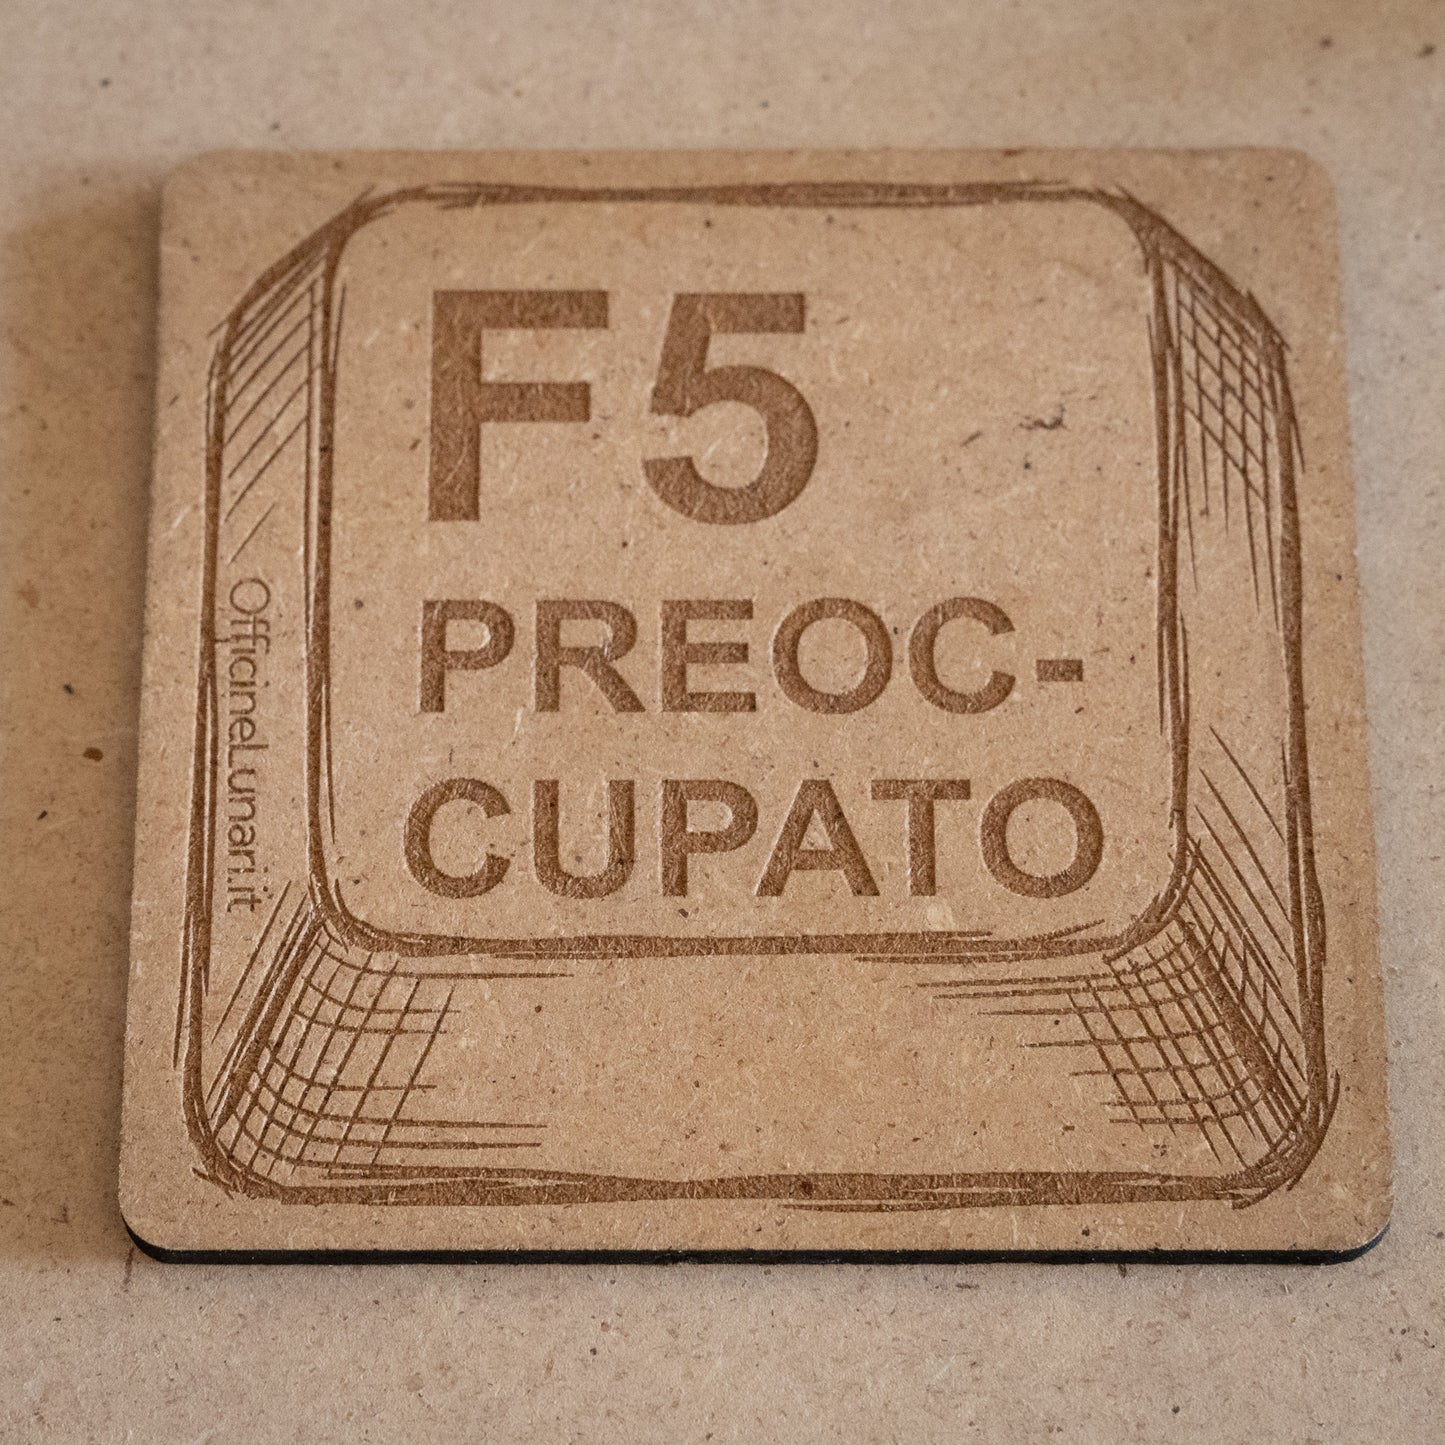 F5
PREOC-
CUPATO
OfficineLunari.it